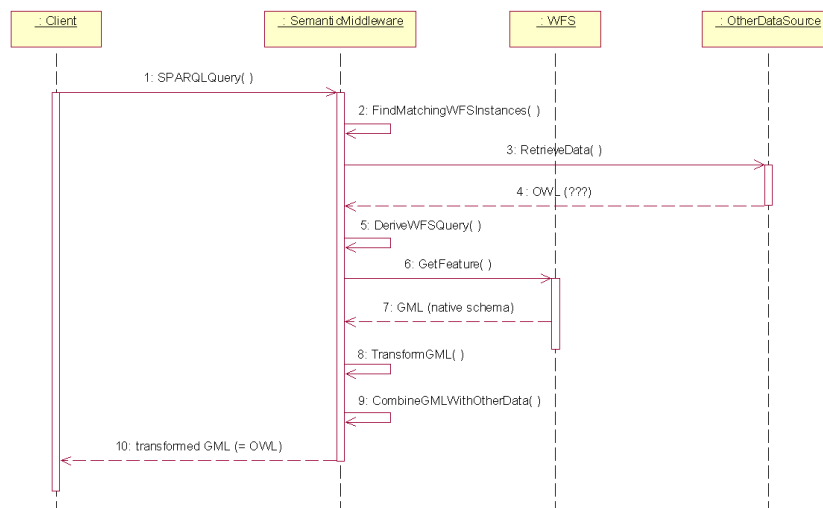 : Client
: SemanticMiddleware
: WFS
: OtherDataSource
1: SPARQLQuery( )
2: FindMatchingWFSInstances( )
3: RetrieveData( )
4: OWL (???)
5: DeriveWFSQuery( )
6: GetFeature( )
7: GML (native schema)
8: TransformGML( )
9: CombineGMLWithOtherData( )
10: transformed GML (= OWL)